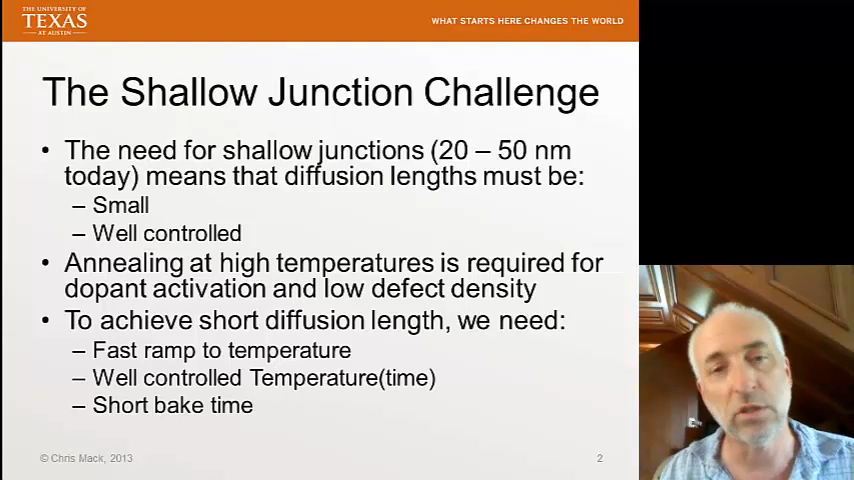 THE UNIVERSITY OF
TEXAS
AT AUSTIN
WHAT STARTS HERE CHANGES THE WORLD
The Shallow Junction Challenge
• The need for shallow junctions (20 – 50 nm
today) means that diffusion lengths must be:
– Small
– Well controlled
• Annealing at high temperatures is required for
dopant activation and low defect density
• To achieve short diffusion length, we need:
– Fast ramp to temperature
– Well controlled Temperature(time)
– Short bake time
© Chris Mack, 2013
2